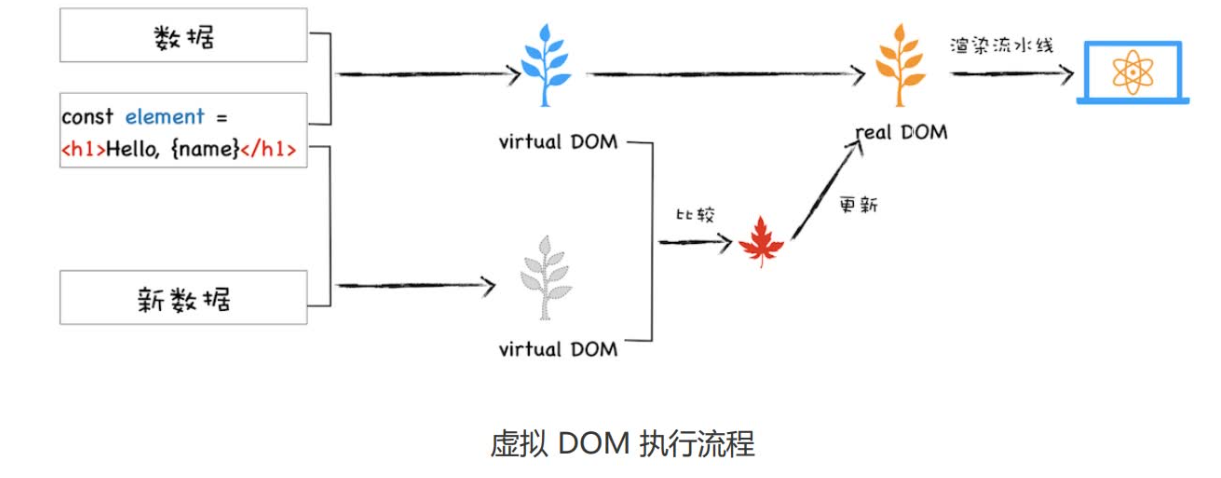 数据
const element =
<h1>Hello, {name}</h1>
新数据
virtual DOM
virtual DOM
比较
更新
real DOM
渲染流水线
虚拟 DOM 执行流程